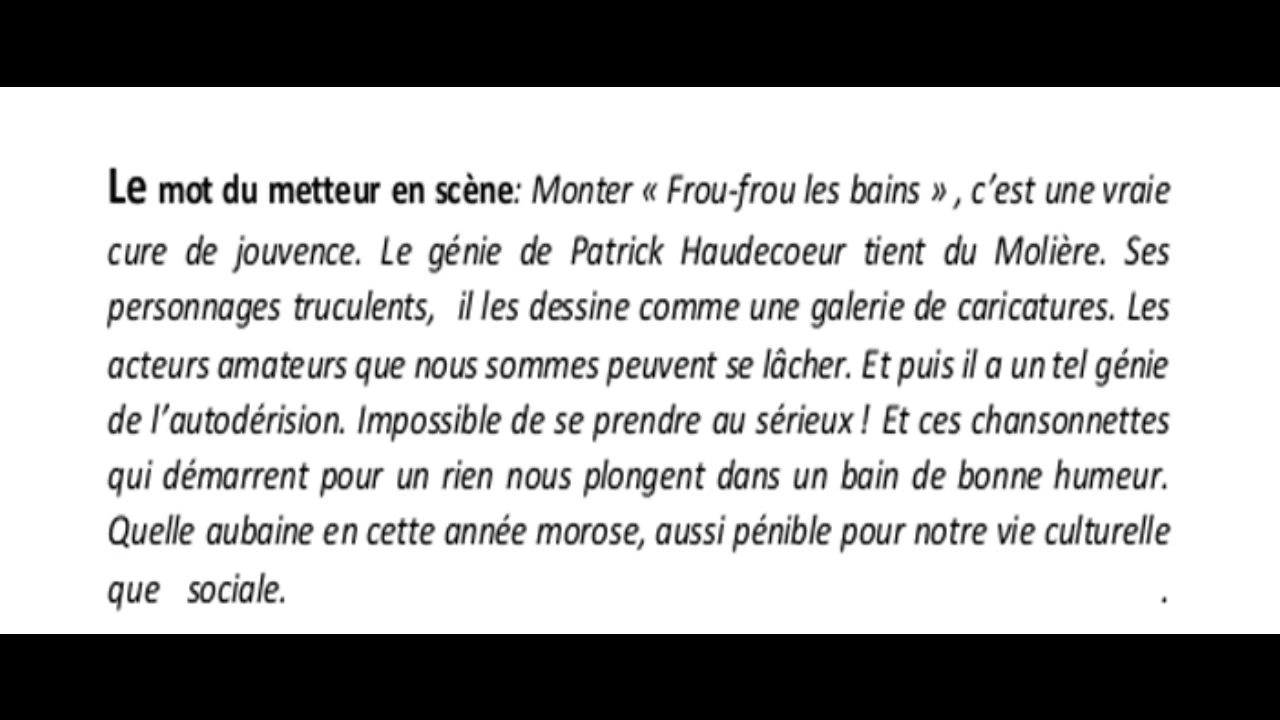 Le mot du metteur en scène: Monter « Frou-frou les bains » , c’est une vraie
cure de jouvence. Le génie de Patrick Haudecoeur tient du Molière. Ses
personnages truculents, il les dessine comme une galerie de caricatures. Les
acteurs amateurs que nous sommes peuvent se lâcher. Et puis il a un tel génie
de l’autodérision. Impossible de se prendre au sérieux ! Et ces chansonnettes
qui démarrent pour un rien nous plongent dans un bain de bonne humeur.
Quelle aubaine en cette année morose, aussi pénible pour notre vie culturelle
que sociale. .